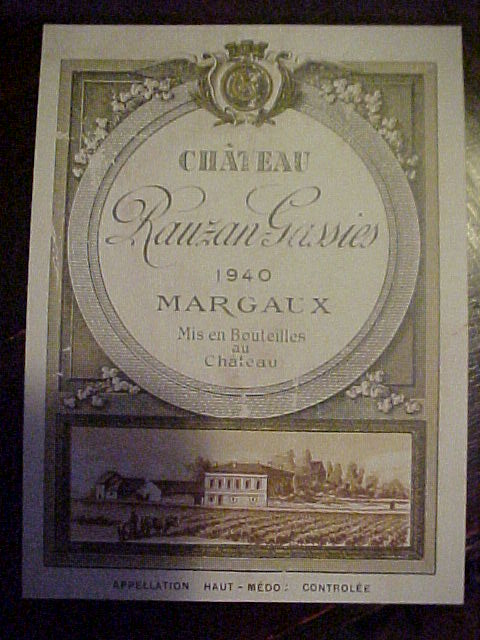 CHÂTEAU
Rauzan-Gassies
1940
MARGAUX
Mis en Bouteilles
au
Château
APPELLATION HAUT-MÉDOC CONTROLÉE